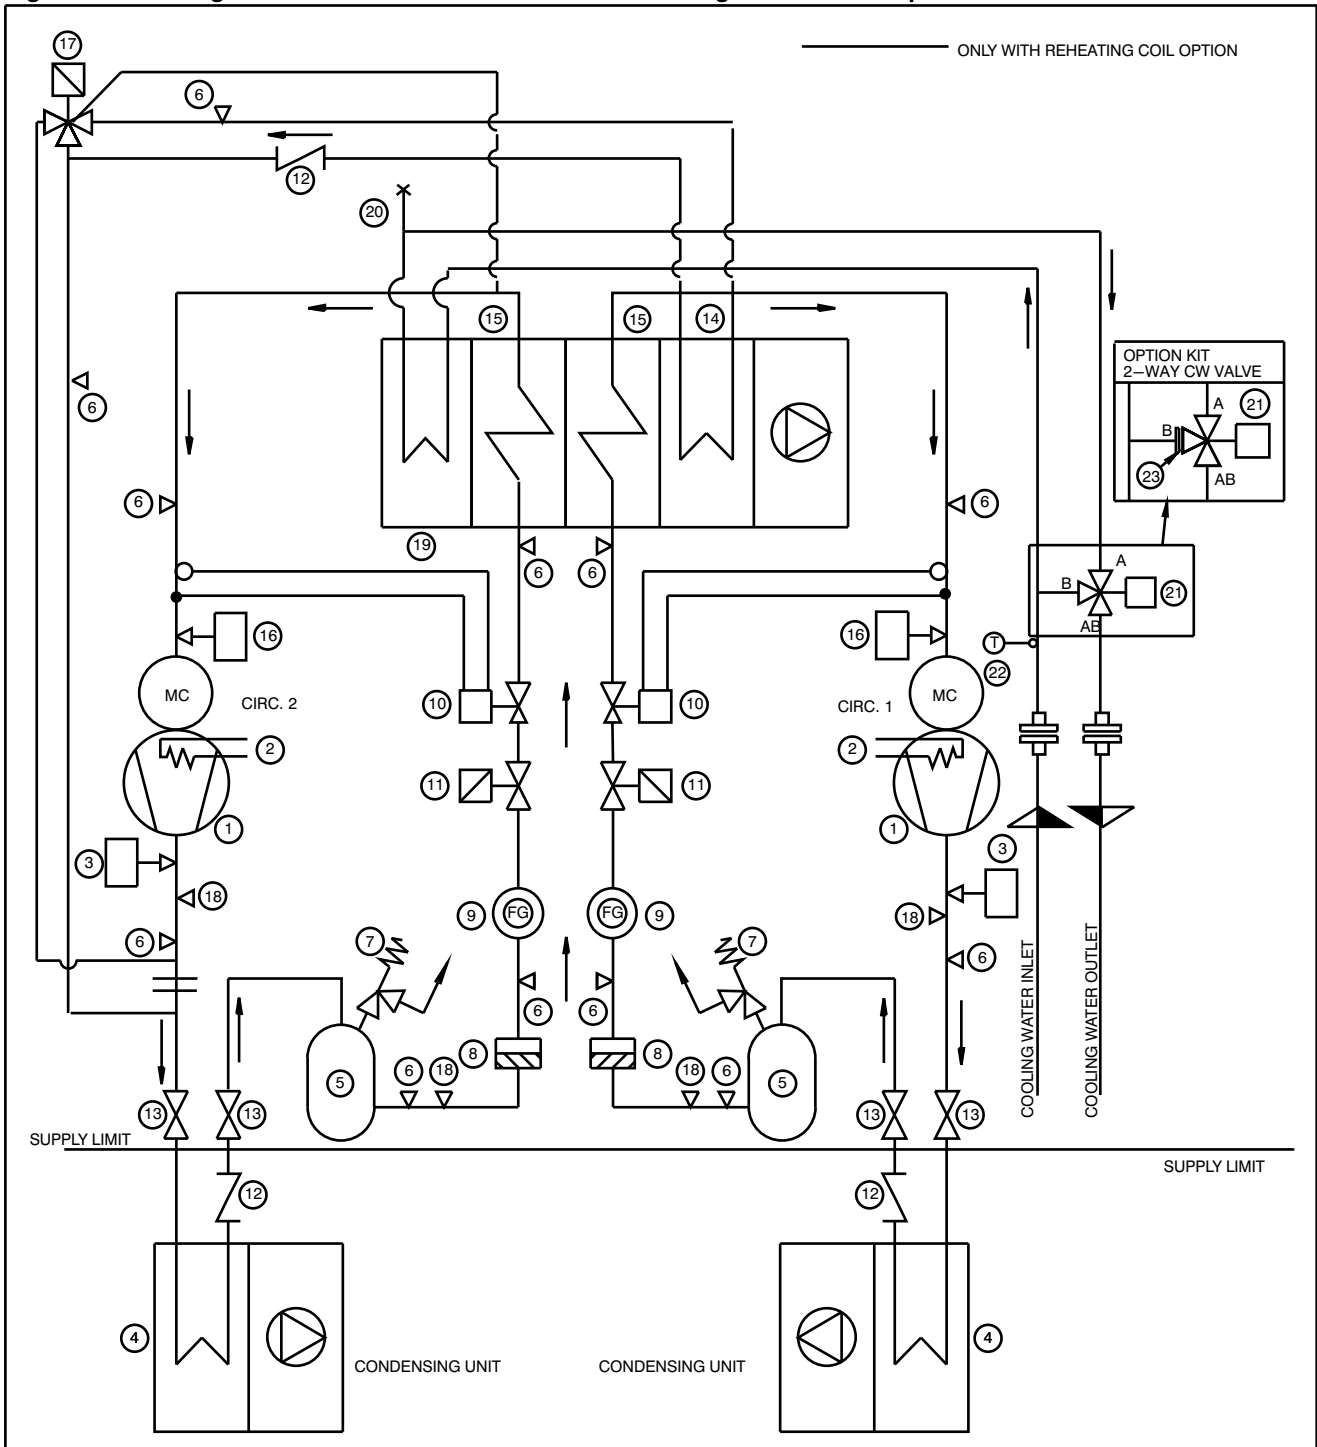 17
ONLY WITH REHEATING COIL OPTION
6
12
20
15
15
14
OPTION KIT
2–WAY CW VALVE
A
21
B
23
AB
6
6
6
19
6
6
A
B
21
AB
16
16
T
22
MC
CIRC. 2
10
10
CIRC. 1
MC
2
2
11
11
1
1
3
3
18
9
FG
FG
9
18
6
7
7
6
COOLING WATER INLET
COOLING WATER OUTLET
6
6
8
8
5
6
18
18
6
5
13
13
13
13
SUPPLY LIMIT
SUPPLY LIMIT
12
12
4
CONDENSING UNIT
CONDENSING UNIT
4